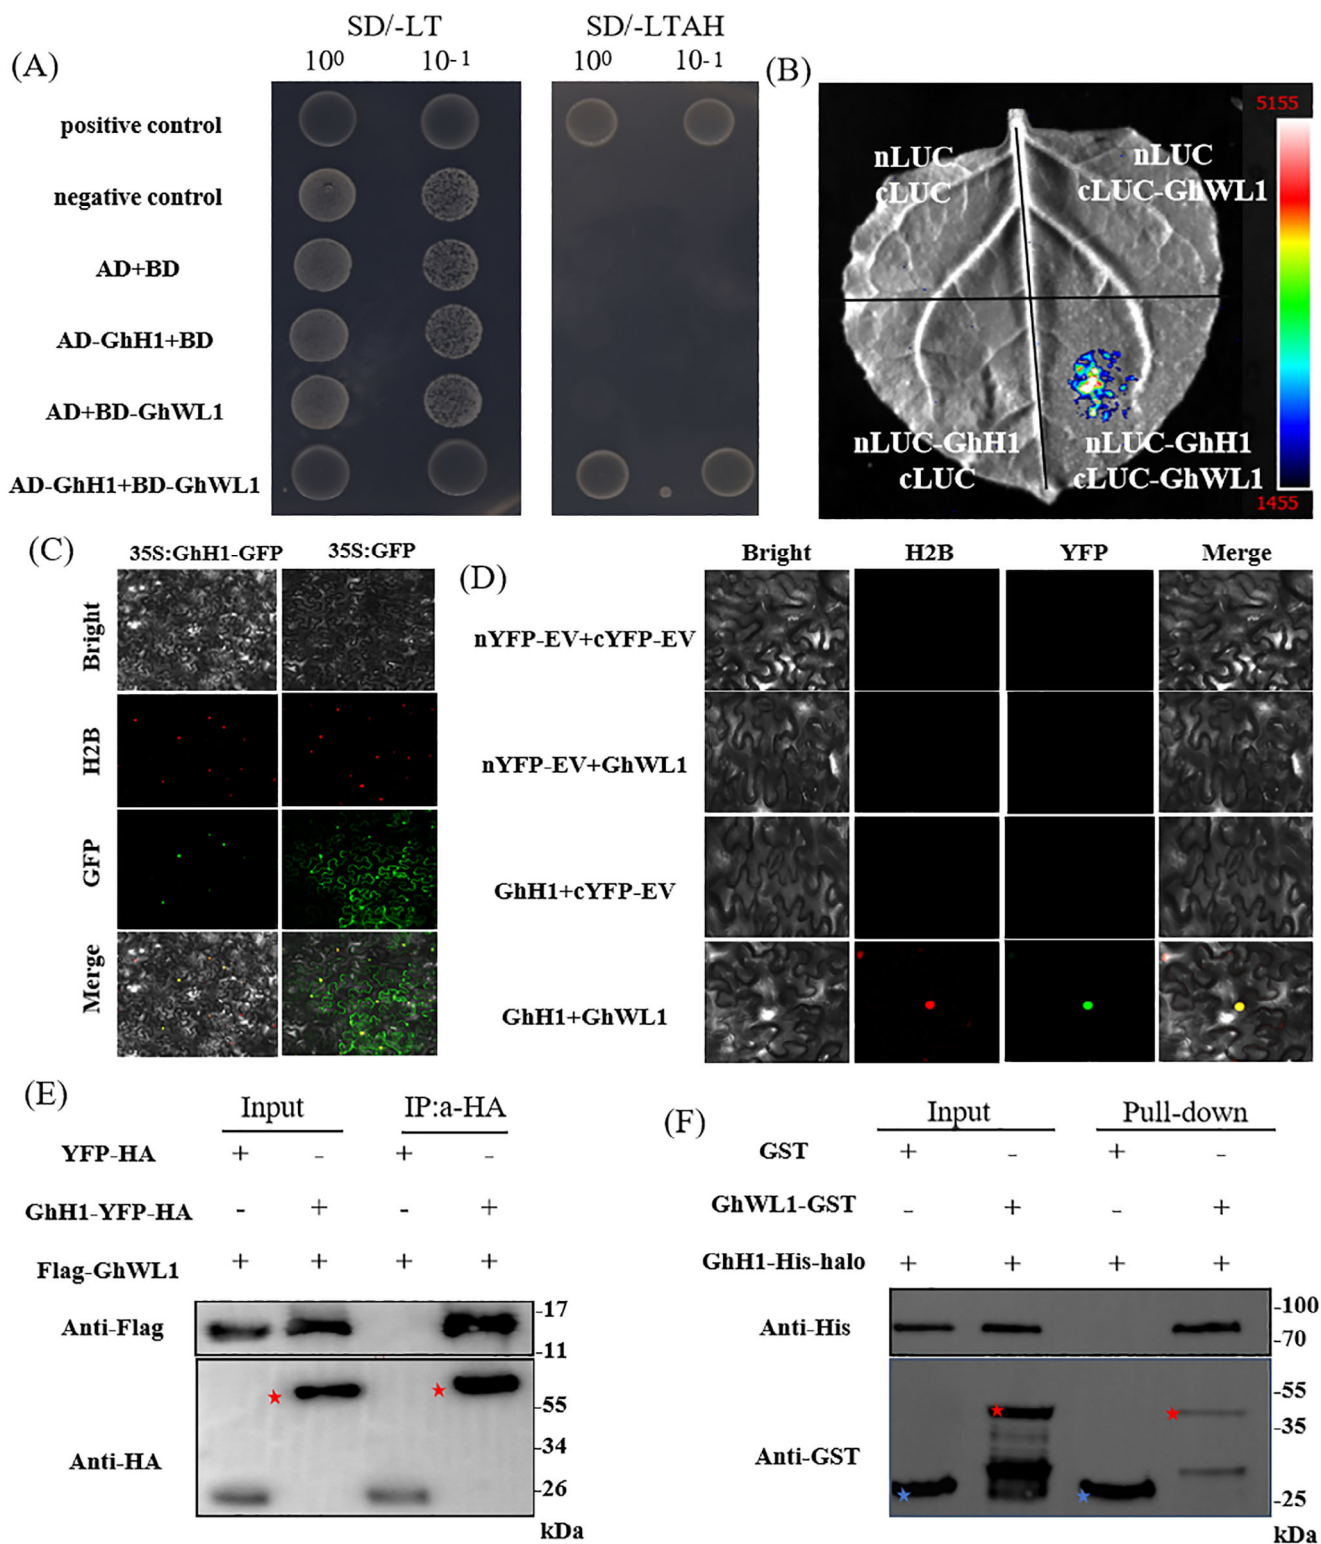 (A)
SD/-LT
SD/-LTAH
10⁰
10⁻¹
10⁰
10⁻¹
positive control
negative control
AD+BD
AD-GhH1+BD
AD+BD-GhWL1
AD-GhH1+BD-GhWL1
(B)
5155
nLUC
cLUC
nLUC
cLUC-GhWL1
nLUC-GhH1
cLUC
nLUC-GhH1
cLUC-GhWL1
1455
(C)
35S:GhH1-GFP
35S:GFP
Bright
H2B
GFP
Merge
(D)
Bright
H2B
YFP
Merge
nYFP-EV+cYFP-EV
nYFP-EV+GhWL1
GhH1+cYFP-EV
GhH1+GhWL1
(E)
Input
IP:a-HA
YFP-HA + - + -
GhH1-YFP-HA - + - +
Flag-GhWL1 + + + +
Anti-Flag
-17
-11
Anti-HA
-55
-34
-26
kDa
(F)
Input
Pull-down
GST + - + -
GhWL1-GST - + - +
GhH1-His-halo + + + +
Anti-His
-100
-70
Anti-GST
-55
-35
-25
kDa